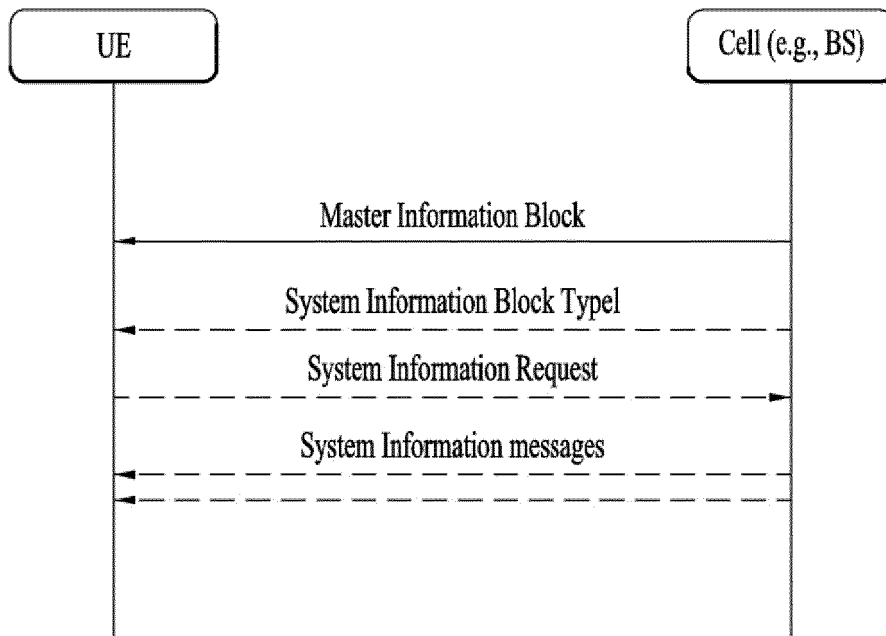 UE
Cell (e.g., BS)
Master Information Block
System Information Block Typel
System Information Request
System Information messages